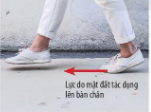 Lực do mặt đất tác dụng
lên bàn chân